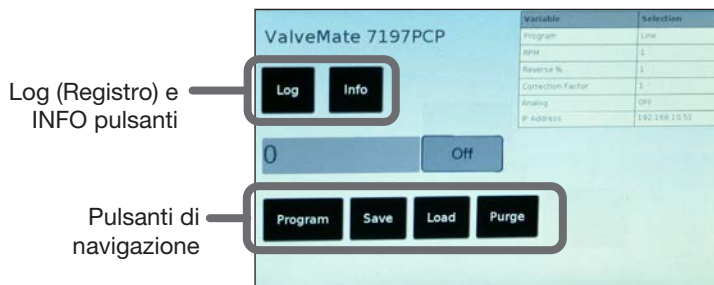 ValveMate 7197PCP
Variable Selection
Program Line
RPM 1
Reverse % 1
Correction Factor 1
Analog OFF
IP Address 192.168.10.51
Log (Registro) e
INFO pulsanti
Log Info
0 Off
Pulsanti di
navigazione
Program Save Load Purge